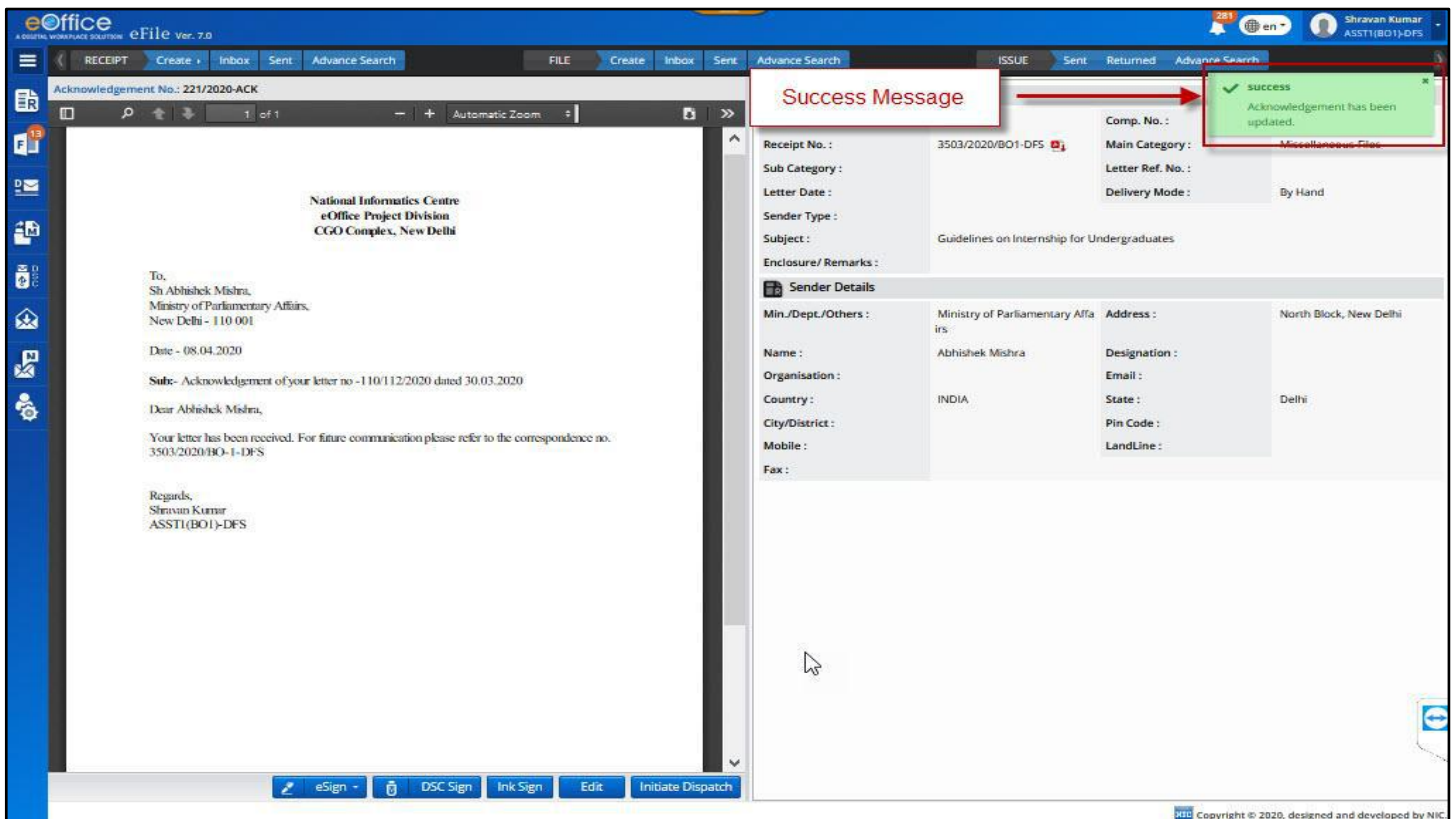 eOffice
A DIGITAL WORKPLACE SOLUTION eFile Ver. 7.0
281
en
Shravan Kumar
ASST1(BO1)-DFS
RECEIPT Create Inbox Sent Advance Search FILE Create Inbox Sent Advance Search ISSUE Sent Returned Advance Search
Acknowledgement No.: 221/2020-ACK
1 of 1
Automatic Zoom
Success Message
success
Acknowledgement has been
updated.
13
National Informatics Centre
eOffice Project Division
CGO Complex, New Delhi
To,
Sh Abhishek Mishra,
Ministry of Parliamentary Affairs,
New Delhi - 110 001
Date - 08.04.2020
Sub:- Acknowledgement of your letter no -110/112/2020 dated 30.03.2020
Dear Abhishek Mishra,
Your letter has been received. For future communication please refer to the correspondence no.
3503/2020/BO-1-DFS
Regards,
Shravan Kumar
ASST1(BO1)-DFS
eSign DSC Sign Ink Sign Edit Initiate Dispatch
Comp. No. :
Receipt No. : 3503/2020/BO1-DFS Main Category : Miscellaneous Files
Sub Category : Letter Ref. No. :
Letter Date : Delivery Mode : By Hand
Sender Type :
Subject : Guidelines on Internship for Undergraduates
Enclosure/ Remarks :
Sender Details
Min./Dept./Others : Ministry of Parliamentary Affa Address : North Block, New Delhi
irs
Name : Abhishek Mishra Designation :
Organisation : Email :
Country : INDIA State : Delhi
City/District : Pin Code :
Mobile : LandLine :
Fax :
NIC Copyright © 2020, designed and developed by NIC.